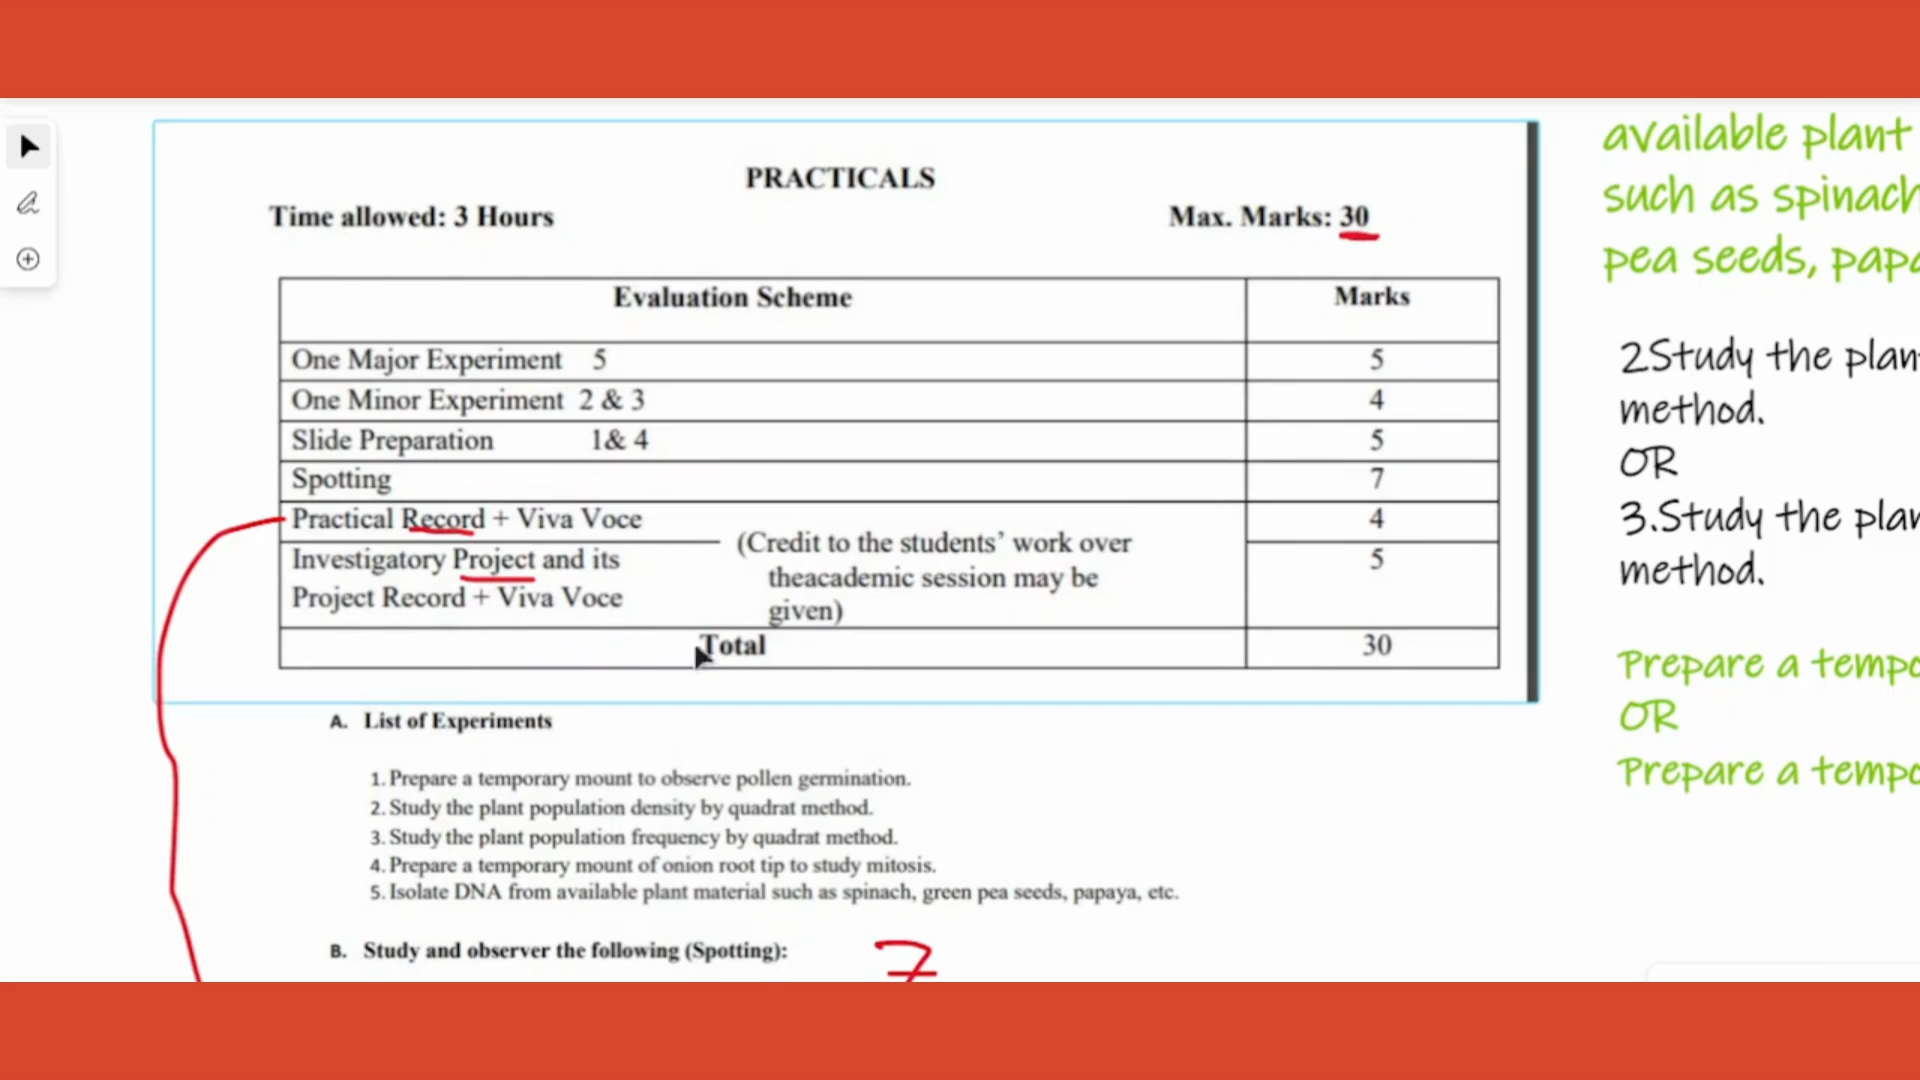 PRACTICALS
Time allowed: 3 Hours Max. Marks: 30
Evaluation Scheme Marks
One Major Experiment 5 5
One Minor Experiment 2 & 3 4
Slide Preparation 1& 4 5
Spotting 7
Practical Record + Viva Voce 4
(Credit to the students’ work over
Investigatory Project and its 5
theacademic session may be
Project Record + Viva Voce
given)
Total 30
A. List of Experiments
1. Prepare a temporary mount to observe pollen germination.
2. Study the plant population density by quadrat method.
3. Study the plant population frequency by quadrat method.
4. Prepare a temporary mount of onion root tip to study mitosis.
5. Isolate DNA from available plant material such as spinach, green pea seeds, papaya, etc.
B. Study and observer the following (Spotting): 7
available plant
such as spinach
pea seeds, papa
2Study the plan
method.
OR
3.Study the plan
method.
Prepare a tempo
OR
Prepare a tempo